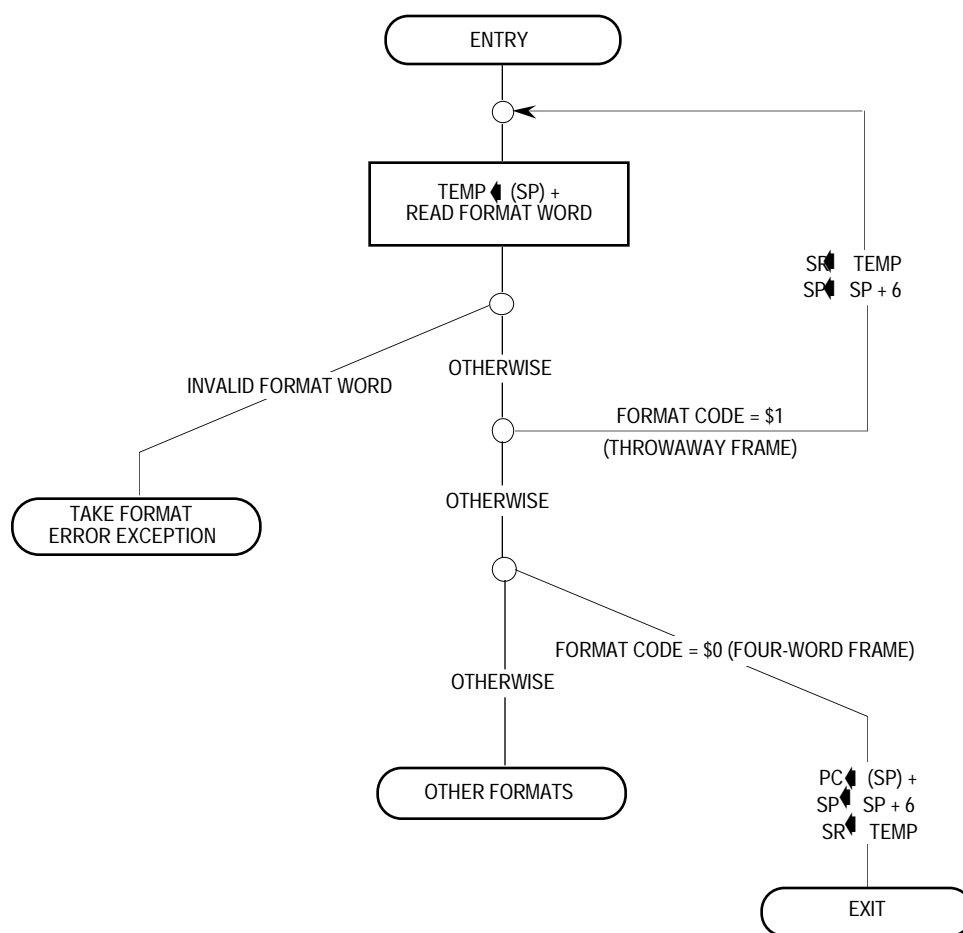 ENTRY
TEMP (SP) +
READ FORMAT WORD
SR TEMP
SP SP + 6
OTHERWISE
INVALID FORMAT WORD
FORMAT CODE = $1
(THROWAWAY FRAME)
OTHERWISE
TAKE FORMAT
ERROR EXCEPTION
FORMAT CODE = $0 (FOUR-WORD FRAME)
OTHERWISE
OTHER FORMATS
PC (SP) +
SP SP + 6
SR TEMP
EXIT